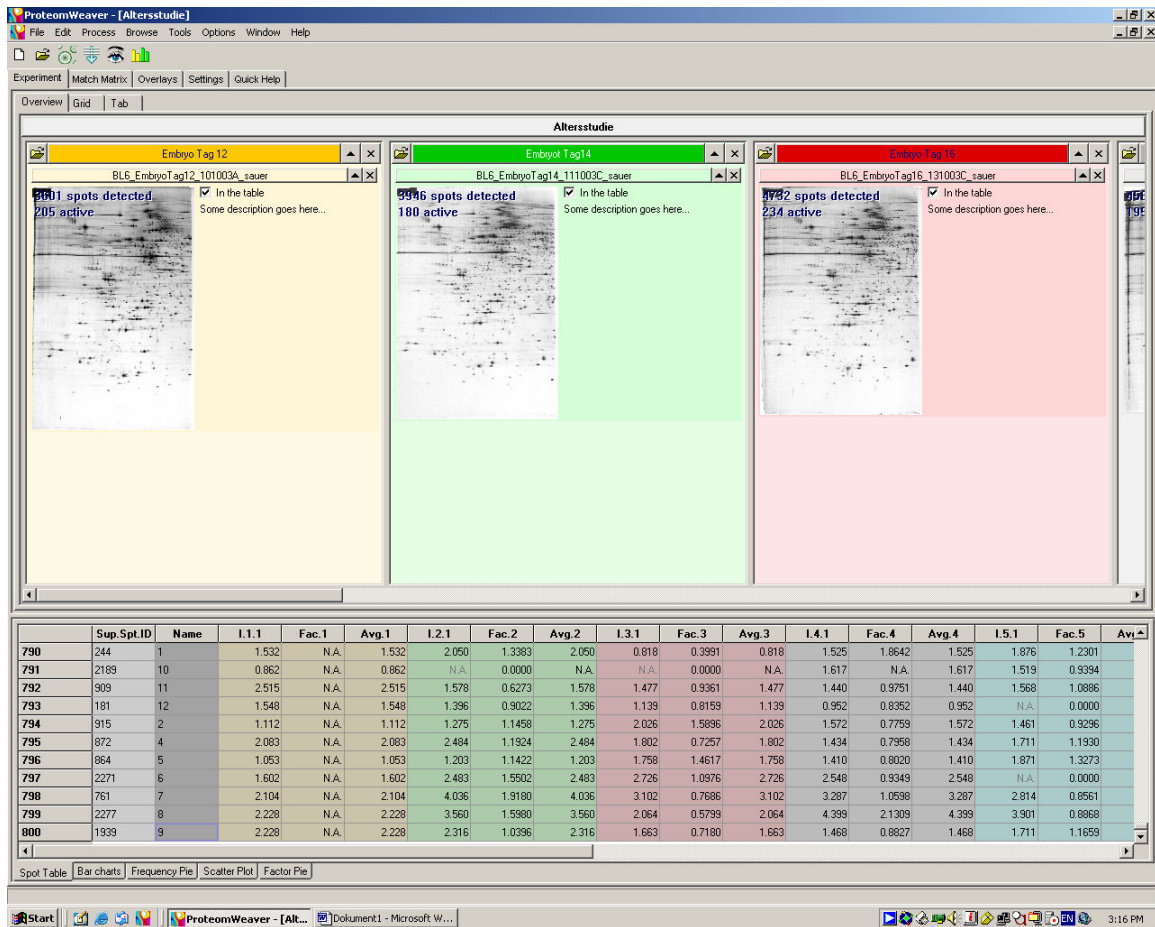 ProteomWeaver - [Altersstudie]
File Edit Process Browse Tools Options Window Help
Experiment Match Matrix Overlays Settings Quick Help
Overview Grid Tab
Altersstudie
Embryo Tag 12 Embryot Tag14 Embryo Tag 16
BL6_EmbryoTag12_101003A_sauer BL6_EmbryoTag14_111003C_sauer BL6_EmbryoTag16_131003C_sauer
3601 spots detected In the table 3946 spots detected In the table 4732 spots detected In the table
205 active Some description goes here... 180 active Some description goes here... 234 active Some description goes here... 195
Sup.Spt.ID Name I.1.1 Fac.1 Avg.1 I.2.1 Fac.2 Avg.2 I.3.1 Fac.3 Avg.3 I.4.1 Fac.4 Avg.4 I.5.1 Fac.5
790 244 1 1.532 N.A. 1.532 2.050 1.3383 2.050 0.818 0.3991 0.818 1.525 1.8642 1.525 1.876 1.2301
791 2189 10 0.862 N.A. 0.862 N.A. 0.0000 N.A. N.A. 0.0000 N.A. 1.617 N.A. 1.617 1.519 0.9394
792 909 11 2.515 N.A. 2.515 1.578 0.6273 1.578 1.477 0.9361 1.477 1.440 0.9751 1.440 1.568 1.0886
793 181 12 1.548 N.A. 1.548 1.396 0.9022 1.396 1.139 0.8159 1.139 0.952 0.8352 0.952 N.A. 0.0000
794 915 2 1.112 N.A. 1.112 1.275 1.1458 1.275 2.026 1.5896 2.026 1.572 0.7759 1.572 1.461 0.9296
795 872 4 2.083 N.A. 2.083 2.484 1.1924 2.484 1.802 0.7257 1.802 1.434 0.7958 1.434 1.711 1.1930
796 864 5 1.053 N.A. 1.053 1.203 1.1422 1.203 1.758 1.4617 1.758 1.410 0.8020 1.410 1.871 1.3273
797 2271 6 1.602 N.A. 1.602 2.483 1.5502 2.483 2.726 1.0976 2.726 2.548 0.9349 2.548 N.A. 0.0000
798 761 7 2.104 N.A. 2.104 4.036 1.9180 4.036 3.102 0.7686 3.102 3.287 1.0598 3.287 2.814 0.8561
799 2277 8 2.228 N.A. 2.228 3.560 1.5980 3.560 2.064 0.5799 2.064 4.399 2.1309 4.399 3.901 0.8868
800 1939 9 2.228 N.A. 2.228 2.316 1.0396 2.316 1.663 0.7180 1.663 1.468 0.8827 1.468 1.711 1.1659
Spot Table Bar charts Frequency Pie Scatter Plot Factor Pie
Start ProteomWeaver - [Alt... Dokument1 - Microsoft W... EN 3:16 PM